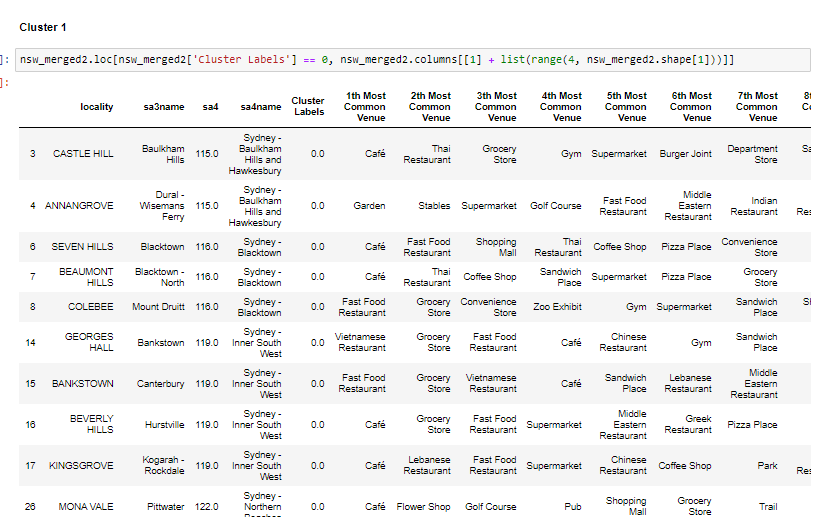 Cluster 1
]: nsw_merged2.loc[nsw_merged2['Cluster Labels'] == 0, nsw_merged2.columns[[1] + list(range(4, nsw_merged2.shape[1]))]]
]:
locality sa3name sa4 sa4name Cluster Labels 1th Most Common Venue 2th Most Common Venue 3th Most Common Venue 4th Most Common Venue 5th Most Common Venue 6th Most Common Venue 7th Most Common Venue
3 CASTLE HILL Baulkham Hills 115.0 Sydney - Baulkham Hills and Hawkesbury 0.0 Café Thai Restaurant Grocery Store Gym Supermarket Burger Joint Department Store
4 ANNANGROVE Dural - Wisemans Ferry 115.0 Sydney - Baulkham Hills and Hawkesbury 0.0 Garden Stables Supermarket Golf Course Fast Food Restaurant Middle Eastern Restaurant Indian Restaurant
6 SEVEN HILLS Blacktown 116.0 Sydney - Blacktown 0.0 Café Fast Food Restaurant Shopping Mall Thai Restaurant Coffee Shop Pizza Place Convenience Store
7 BEAUMONT HILLS Blacktown - North 116.0 Sydney - Blacktown 0.0 Café Thai Restaurant Coffee Shop Sandwich Place Supermarket Pizza Place Grocery Store
8 COLEBEE Mount Druitt 116.0 Sydney - Blacktown 0.0 Fast Food Restaurant Grocery Store Convenience Store Zoo Exhibit Gym Supermarket Sandwich Place
14 GEORGES HALL Bankstown 119.0 Sydney - Inner South West 0.0 Vietnamese Restaurant Grocery Store Fast Food Restaurant Café Chinese Restaurant Gym Sandwich Place
15 BANKSTOWN Canterbury 119.0 Sydney - Inner South West 0.0 Fast Food Restaurant Grocery Store Vietnamese Restaurant Café Sandwich Place Lebanese Restaurant Middle Eastern Restaurant
16 BEVERLY HILLS Hurstville 119.0 Sydney - Inner South West 0.0 Café Grocery Store Fast Food Restaurant Supermarket Middle Eastern Restaurant Greek Restaurant Pizza Place
17 KINGSGROVE Kogarah - Rockdale 119.0 Sydney - Inner South West 0.0 Café Lebanese Restaurant Fast Food Restaurant Supermarket Chinese Restaurant Coffee Shop Park
26 MONA VALE Pittwater 122.0 Sydney - Northern 0.0 Café Flower Shop Golf Course Pub Shopping Mall Grocery Store Trail